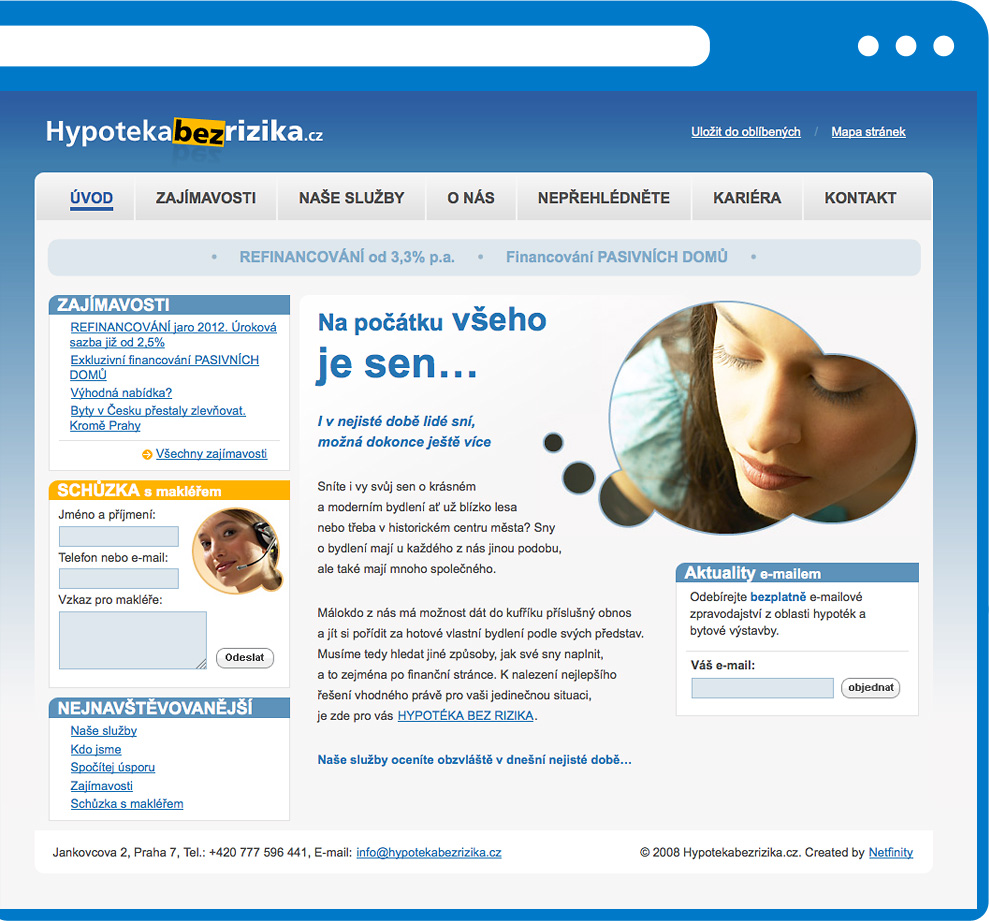 Hypotekabezrizika.cz
Uložit do oblíbených / Mapa stránek
ÚVOD ZAJÍMAVOSTI NAŠE SLUŽBY O NÁS NEPŘEHLÉDNĚTE KARIÉRA KONTAKT
• REFINANCOVÁNÍ od 3,3% p.a. • Financování PASIVNÍCH DOMŮ •
ZAJÍMAVOSTI
REFINANCOVÁNÍ jaro 2012. Úroková
sazba již od 2,5%
Exkluzivní financování PASIVNÍCH
DOMŮ
Výhodná nabídka?
Byty v Česku přestaly zlevňovat.
Kromě Prahy
Všechny zajímavosti
SCHŮZKA s makléřem
Jméno a příjmení:
Telefon nebo e-mail:
Vzkaz pro makléře:
Odeslat
NEJNAVŠTĚVOVANĚJŠÍ
Naše služby
Kdo jsme
Spočítej úsporu
Zajímavosti
Schůzka s makléřem
Na počátku všeho
je sen...
I v nejisté době lidé sní,
možná dokonce ještě více
Sníte i vy svůj sen o krásném
a moderním bydlení ať už blízko lesa
nebo třeba v historickém centru města? Sny
o bydlení mají u každého z nás jinou podobu,
ale také mají mnoho společného.
Málokdo z nás má možnost dát do kufříku příslušný obnos
a jít si pořídit za hotové vlastní bydlení podle svých představ.
Musíme tedy hledat jiné způsoby, jak své sny naplnit,
a to zejména po finanční stránce. K nalezení nejlepšího
řešení vhodného právě pro vaši jedinečnou situaci,
je zde pro vás HYPOTÉKA BEZ RIZIKA.
Naše služby oceníte obzvláště v dnešní nejisté době...
Aktuality e-mailem
Odebírejte bezplatně e-mailové
zpravodajství z oblasti hypoték a
bytové výstavby.
Váš e-mail:
objednat
Jankovcova 2, Praha 7, Tel.: +420 777 596 441, E-mail: info@hypotekabezrizika.cz
© 2008 Hypotekabezrizika.cz. Created by Netfinity